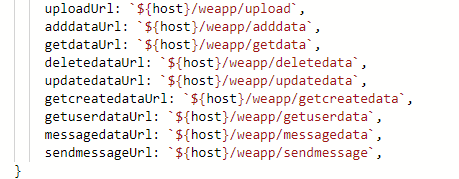 uploadUrl: `${host}/weapp/upload`,
adddataUrl: `${host}/weapp/adddata`,
getdataUrl: `${host}/weapp/getdata`,
deletedataUrl: `${host}/weapp/deletedata`,
updatedataUrl: `${host}/weapp/updatedata`,
getcreatedataUrl: `${host}/weapp/getcreatedata`,
getuserdataUrl: `${host}/weapp/getuserdata`,
messagedataUrl: `${host}/weapp/messagedata`,
sendmessageUrl: `${host}/weapp/sendmessage`,
}